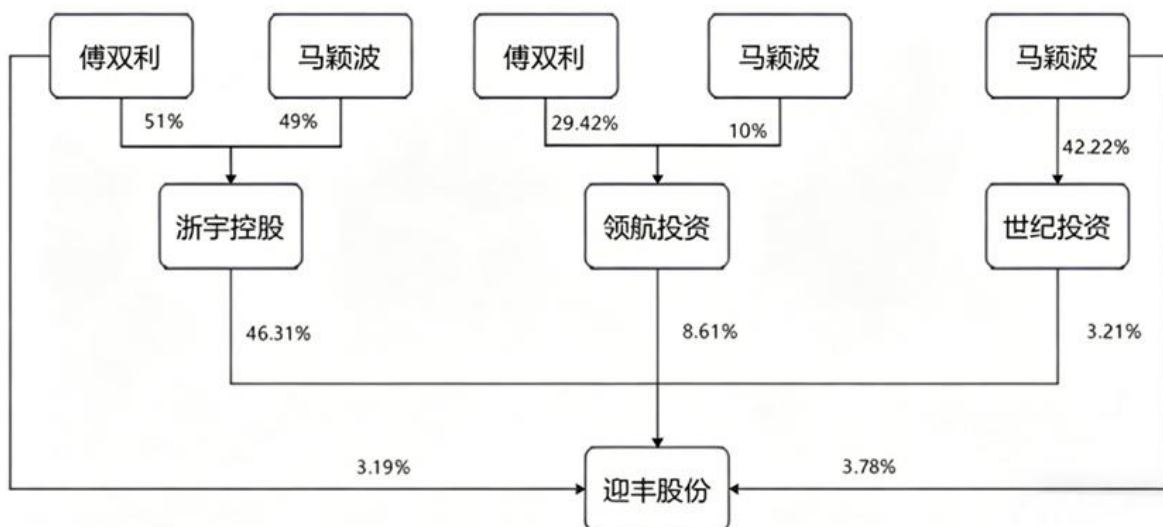 傅双利
马颖波
傅双利
马颖波
马颖波
51%
49%
29.42%
10%
42.22%
浙宇控股
领航投资
世纪投资
46.31%
8.61%
3.21%
3.19%
3.78%
迎丰股份